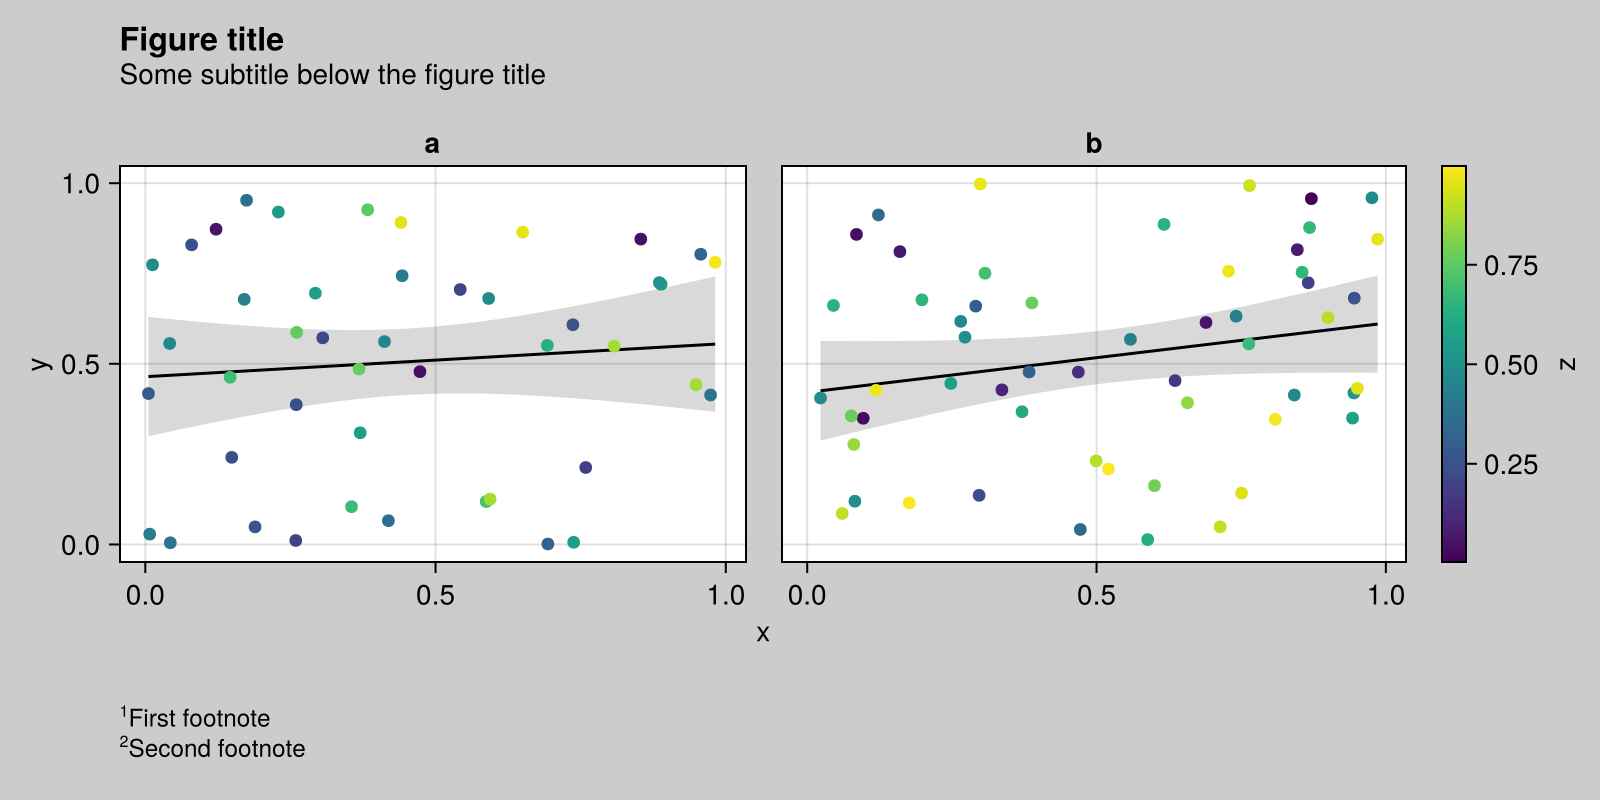 Figure title
Some subtitle below the figure title
a
b
1.0
0.5
0.0
y
0.0
0.5
1.0
0.0
0.5
1.0
x
0.75
0.50
0.25
z
¹First footnote
²Second footnote